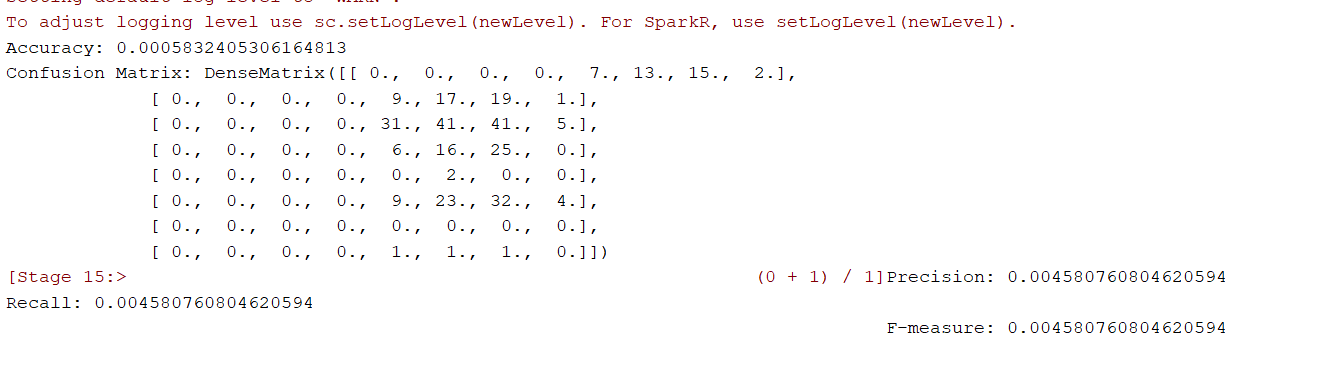 To adjust logging level use sc.setLogLevel(newLevel). For SparkR, use setLogLevel(newLevel).
Accuracy: 0.0005832405306164813
Confusion Matrix: DenseMatrix([[ 0.,  0.,  0.,  0.,  7., 13., 15.,  2.],
             [ 0.,  0.,  0.,  0.,  9., 17., 19.,  1.],
             [ 0.,  0.,  0.,  0., 31., 41., 41.,  5.],
             [ 0.,  0.,  0.,  0.,  6., 16., 25.,  0.],
             [ 0.,  0.,  0.,  0.,  0.,  2.,  0.,  0.],
             [ 0.,  0.,  0.,  0.,  9., 23., 32.,  4.],
             [ 0.,  0.,  0.,  0.,  0.,  0.,  0.,  0.],
             [ 0.,  0.,  0.,  0.,  1.,  1.,  1.,  0.]])
[Stage 15:>                                                         (0 + 1) / 1]Precision: 0.004580760804620594
Recall: 0.004580760804620594
F-measure: 0.004580760804620594